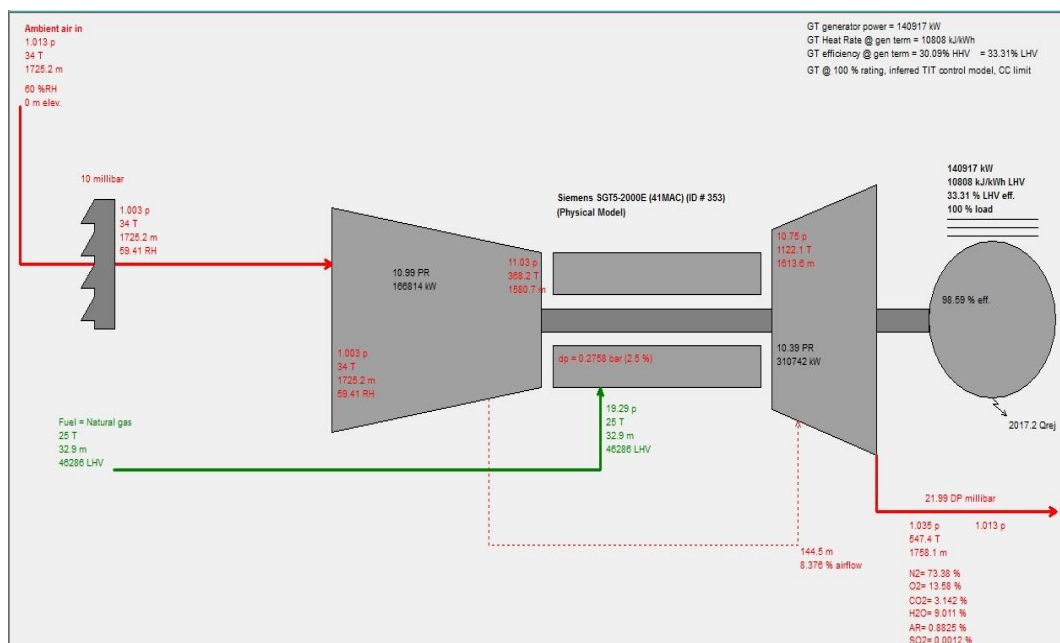 Ambient air in
1.013 p
34 T
1725.2 m
60 %RH
0 m elev.
GT generator power = 140917 kW
GT Heat Rate @ gen term = 10808 kJ/kWh
GT efficiency @ gen term = 30.09% HHV = 33.31% LHV
GT @ 100 % rating, inferred TIT control model, CC limit
10 millibar
1.003 p
34 T
1725.2 m
59.41 RH
Siemens SGT5-2000E (41MAC) (ID # 353)
(Physical Model)
140917 kW
10808 kJ/kWh LHV
33.31 % LHV eff.
100 % load
10.99 PR
166814 kW
11.03 p
368.2 T
1580.7 m
10.75 p
1122.1 T
1613.6 m
98.59 % eff.
1.003 p
34 T
1725.2 m
59.41 RH
dp = 0.2758 bar (2.5 %)
10.39 PR
310742 kW
Fuel = Natural gas
25 T
32.9 m
46286 LHV
19.29 p
25 T
32.9 m
46286 LHV
2017.2 Qrej
21.99 DP millibar
1.035 p 1.013 p
547.4 T
1758.1 m
144.5 m
8.376 % airflow
N2= 73.38 %
O2= 13.58 %
CO2= 3.142 %
H2O= 9.011 %
AR= 0.8825 %
SO2= 0.0012 %